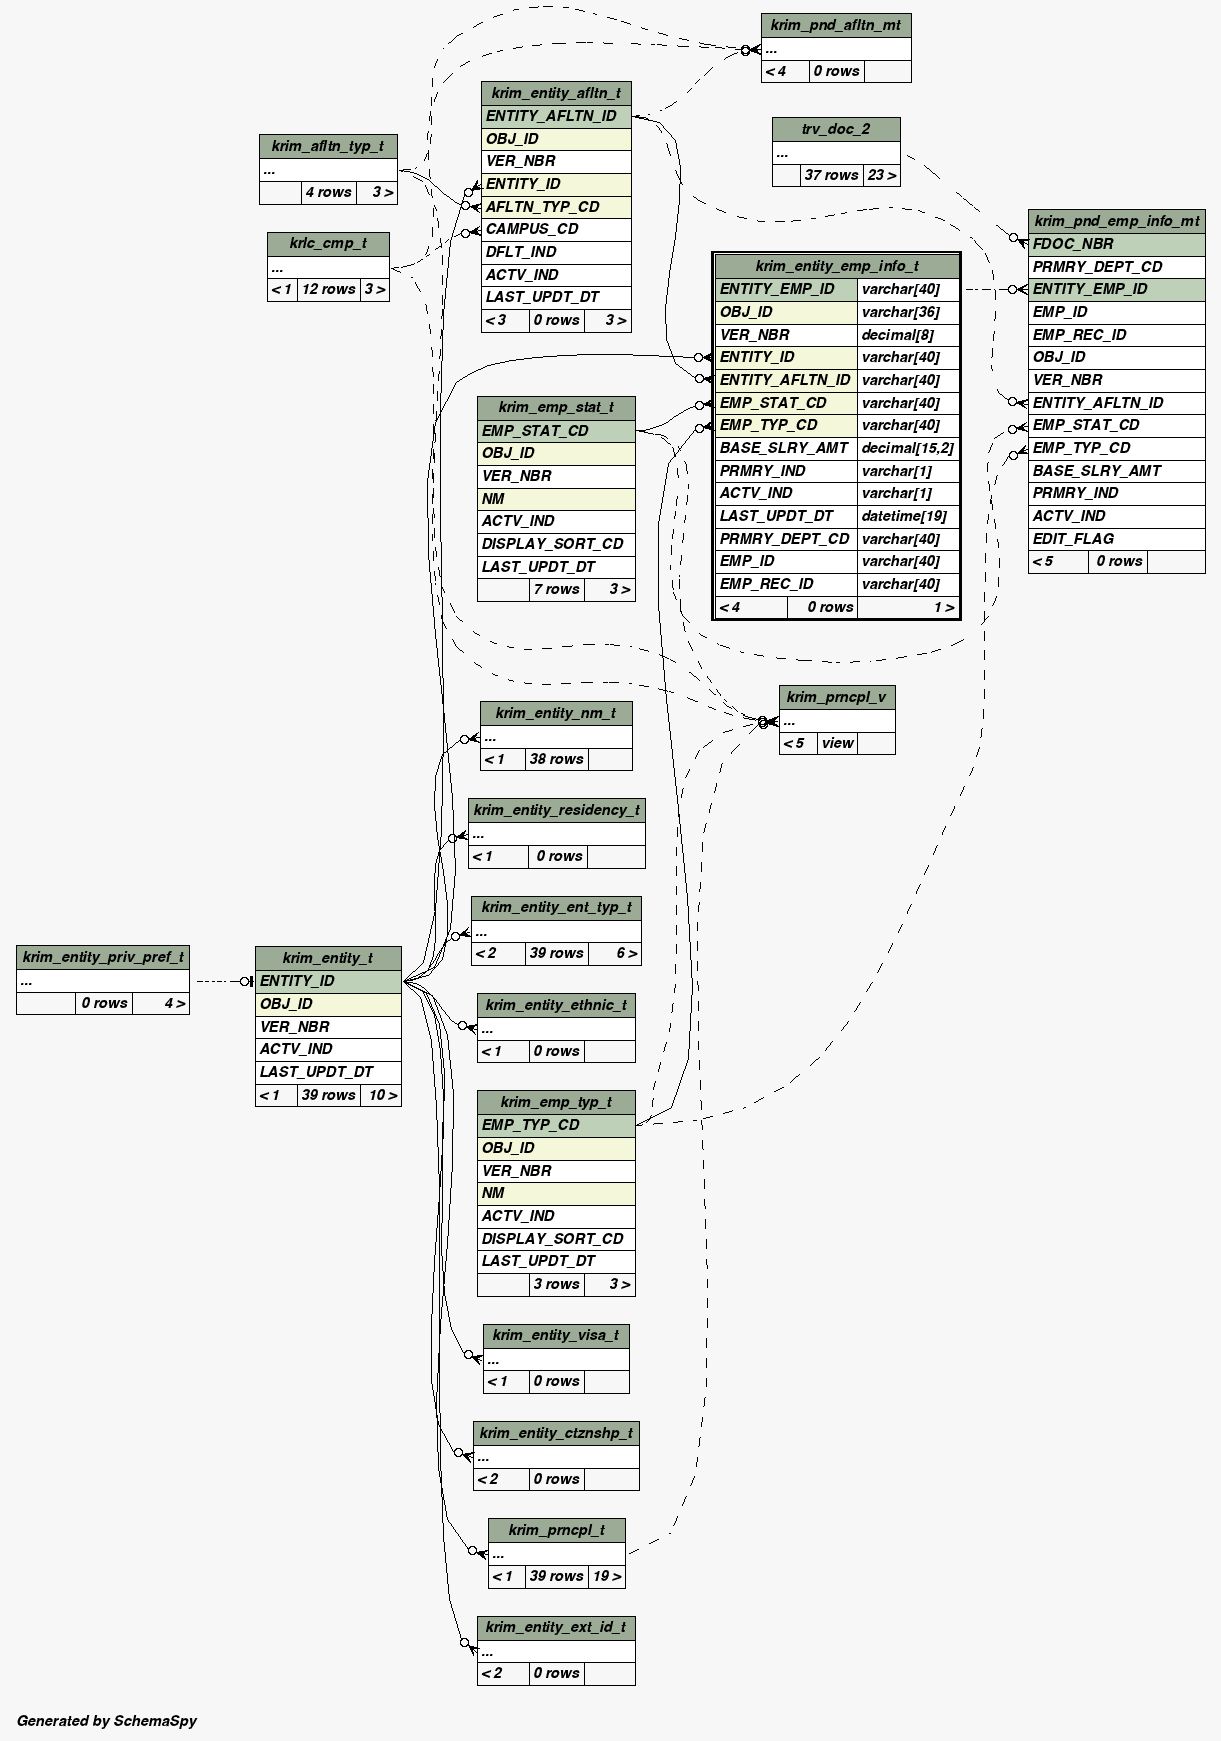 krim_pnd_afltn_mt
...
< 4 0 rows
krim_entity_afltn_t
ENTITY_AFLTN_ID
OBJ_ID
VER_NBR
ENTITY_ID
AFLTN_TYP_CD
CAMPUS_CD
DFLT_IND
ACTV_IND
LAST_UPDT_DT
< 3 0 rows 3 >
trv_doc_2
...
37 rows 23 >
krim_afltn_typ_t
...
4 rows 3 >
krlc_cmp_t
...
< 1 12 rows 3 >
krim_pnd_emp_info_mt
FDOC_NBR
PRMRY_DEPT_CD
ENTITY_EMP_ID
EMP_ID
EMP_REC_ID
OBJ_ID
VER_NBR
ENTITY_AFLTN_ID
EMP_STAT_CD
EMP_TYP_CD
BASE_SLRY_AMT
PRMRY_IND
ACTV_IND
EDIT_FLAG
< 5 0 rows
krim_entity_emp_info_t
ENTITY_EMP_ID varchar[40]
OBJ_ID varchar[36]
VER_NBR decimal[8]
ENTITY_ID varchar[40]
ENTITY_AFLTN_ID varchar[40]
EMP_STAT_CD varchar[40]
EMP_TYP_CD varchar[40]
BASE_SLRY_AMT decimal[15,2]
PRMRY_IND varchar[1]
ACTV_IND varchar[1]
LAST_UPDT_DT datetime[19]
PRMRY_DEPT_CD varchar[40]
EMP_ID varchar[40]
EMP_REC_ID varchar[40]
< 4 0 rows 1 >
krim_emp_stat_t
EMP_STAT_CD
OBJ_ID
VER_NBR
NM
ACTV_IND
DISPLAY_SORT_CD
LAST_UPDT_DT
7 rows 3 >
krim_prncpl_v
...
< 5 view
krim_entity_nm_t
...
< 1 38 rows
krim_entity_residency_t
...
< 1 0 rows
krim_entity_ent_typ_t
...
< 2 39 rows 6 >
krim_entity_priv_pref_t
...
0 rows 4 >
krim_entity_t
ENTITY_ID
OBJ_ID
VER_NBR
ACTV_IND
LAST_UPDT_DT
< 1 39 rows 10 >
krim_entity_ethnic_t
...
< 1 0 rows
krim_emp_typ_t
EMP_TYP_CD
OBJ_ID
VER_NBR
NM
ACTV_IND
DISPLAY_SORT_CD
LAST_UPDT_DT
3 rows 3 >
krim_entity_visa_t
...
< 1 0 rows
krim_entity_ctznshp_t
...
< 2 0 rows
krim_prncpl_t
...
< 1 39 rows 19 >
krim_entity_ext_id_t
...
< 2 0 rows
Generated by SchemaSpy